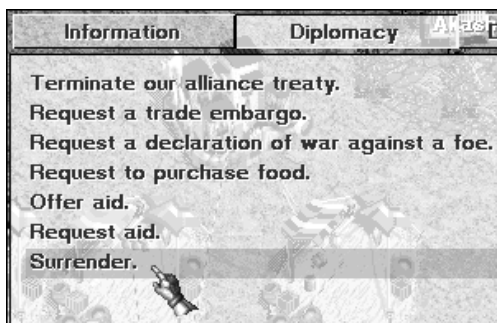 Information
Diplomacy
Terminate our alliance treaty.
Request a trade embargo.
Request a declaration of war against a foe.
Request to purchase food.
Offer aid.
Request aid.
Surrender.